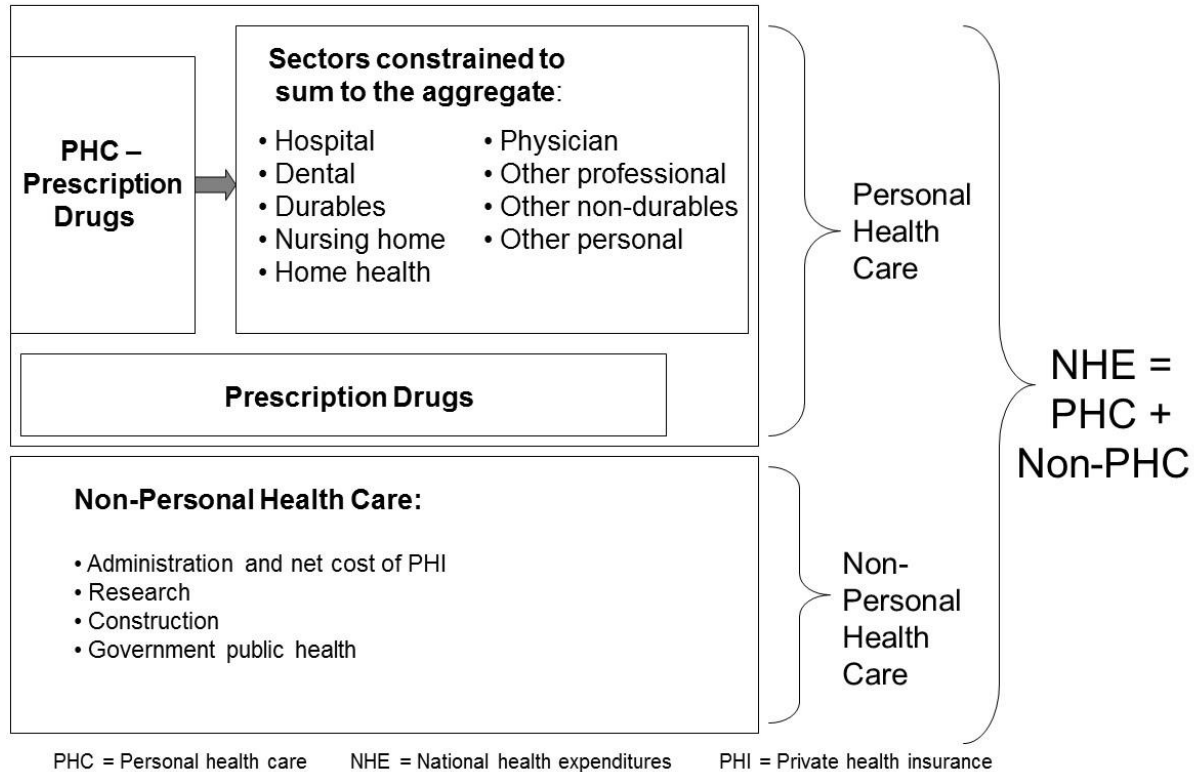 PHC –
Prescription
Drugs
Sectors constrained to
sum to the aggregate:
• Hospital
• Dental
• Durables
• Nursing home
• Home health
• Physician
• Other professional
• Other non-durables
• Other personal
Prescription Drugs
Personal
Health
Care
Non-Personal Health Care:
• Administration and net cost of PHI
• Research
• Construction
• Government public health
Non-
Personal
Health
Care
NHE =
PHC +
Non-PHC
PHC = Personal health care NHE = National health expenditures PHI = Private health insurance